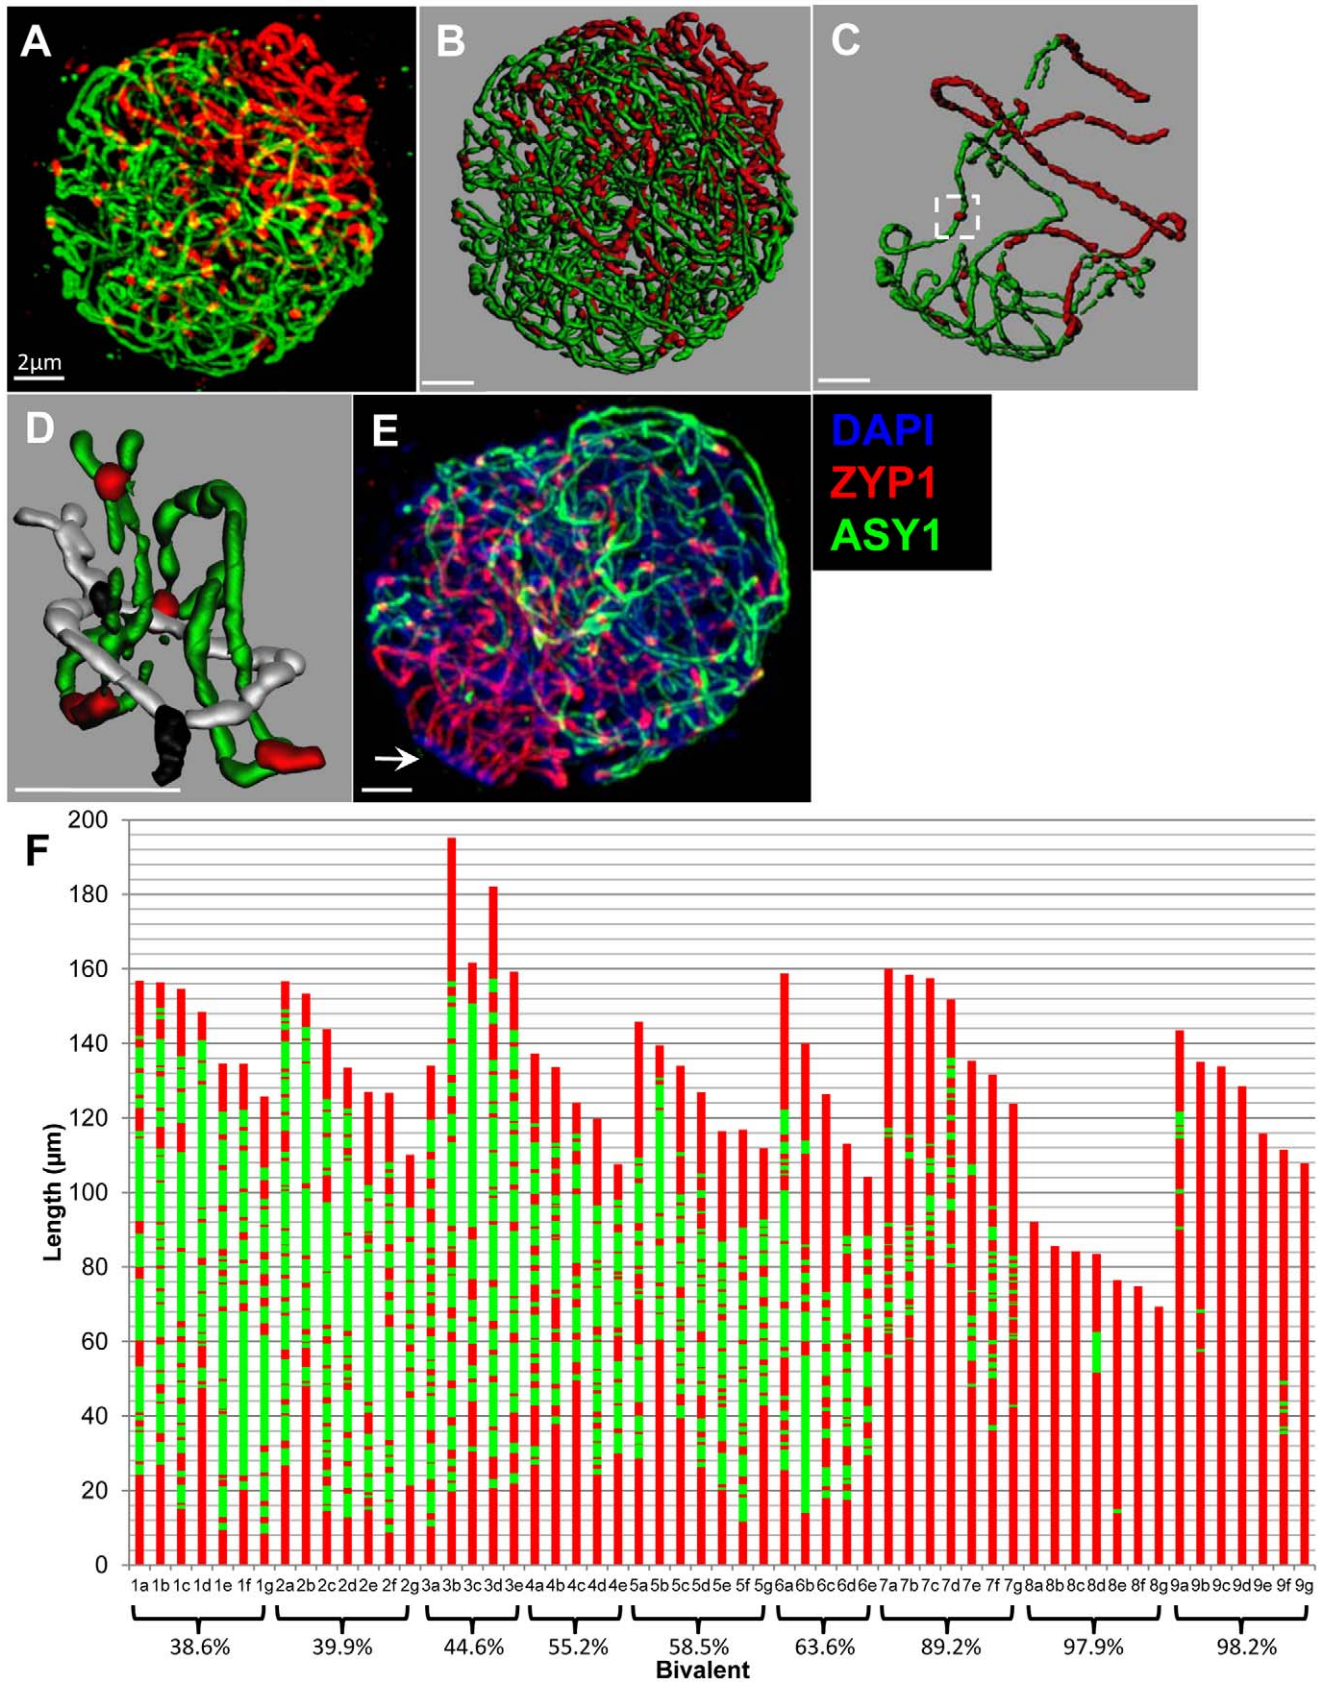 A
B
C
2µm
D
E
DAPI
ZYP1
ASY1
F
200
180
160
140
120
100
80
60
40
20
0
Length (µm)
1a 1b 1c 1d 1e 1f 1g 2a 2b 2c 2d 2e 2f 2g 3a 3b 3c 3d 3e 4a 4b 4c 4d 4e 5a 5b 5c 5d 5e 5f 5g 6a 6b 6c 6d 6e 7a 7b 7c 7d 7e 7f 7g 8a 8b 8c 8d 8e 8f 8g 9a 9b 9c 9d 9e 9f 9g
38.6% 39.9% 44.6% 55.2% 58.5% 63.6% 89.2% 97.9% 98.2%
Bivalent